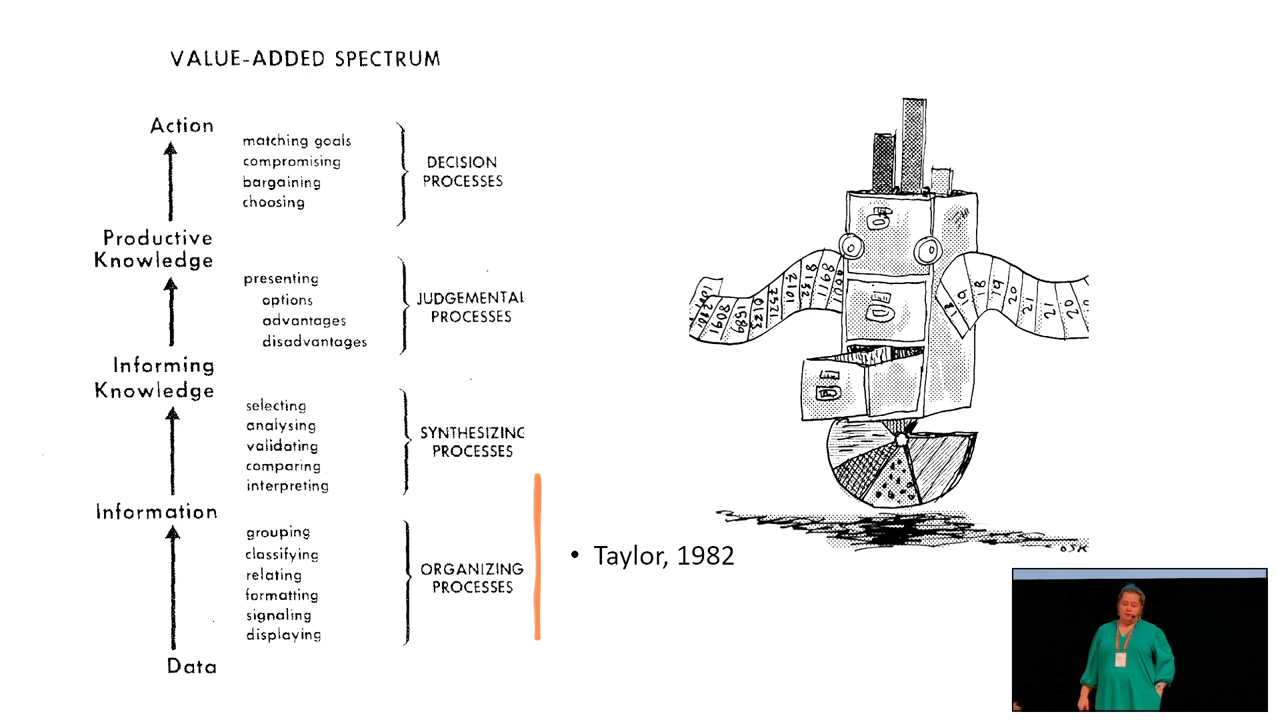 VALUE-ADDED SPECTRUM
Action
matching goals
compromising
bargaining
choosing
DECISION
PROCESSES
Productive
Knowledge
presenting
options
advantages
disadvantages
JUDGEMENTAL
PROCESSES
Informing
Knowledge
selecting
analysing
validating
comparing
interpreting
SYNTHESIZING
PROCESSES
Information
grouping
classifying
relating
formatting
signaling
displaying
ORGANIZING
PROCESSES
Data
• Taylor, 1982
OSK